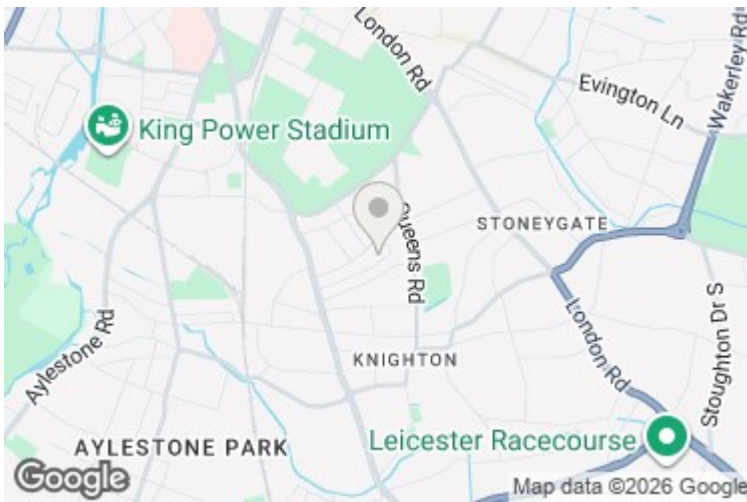 London Rd
Wakerley Rd
Evington Ln
King Power Stadium
Queens Rd
STONEYGATE
London Rd
Stoughton Dr S
Aylestone Rd
KNIGHTON
AYLESTONE PARK
Leicester Racecourse
Google
Map data ©2026 Google